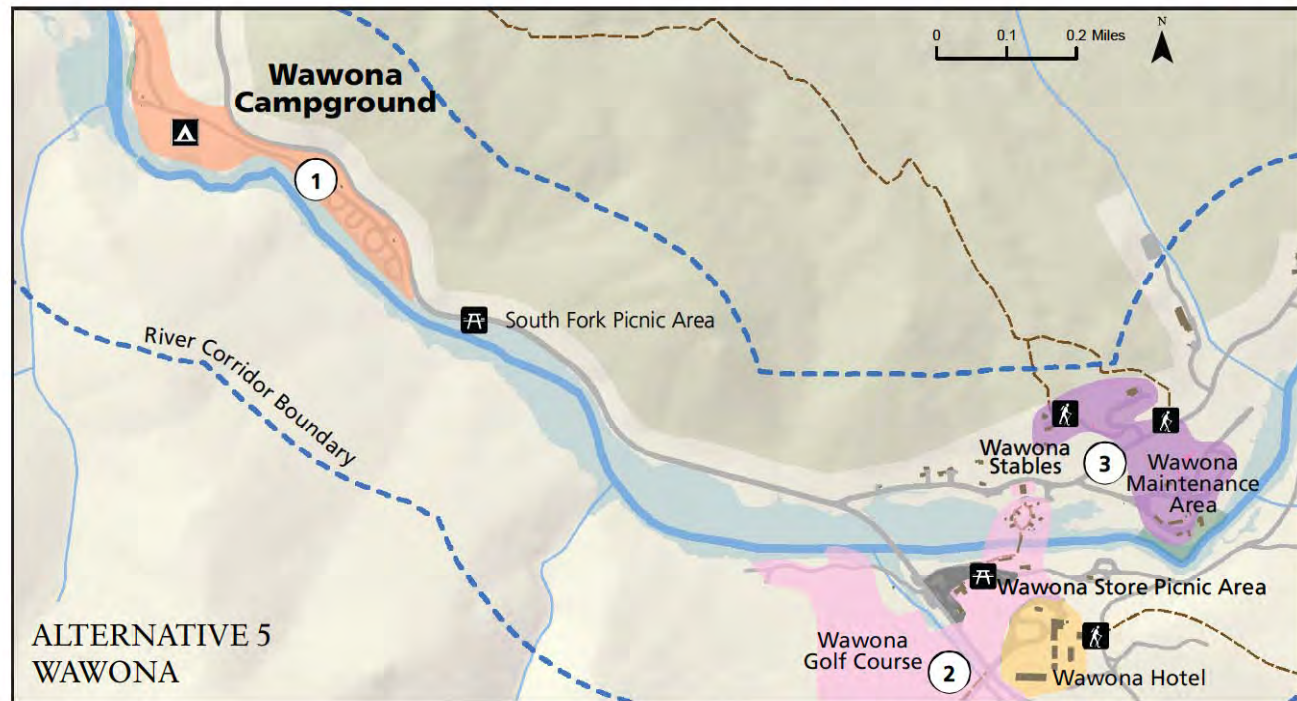 N
0 0.1 0.2 Miles
Wawona
Campground
1
South Fork Picnic Area
River Corridor
Boundary
Wawona
Stables
3
Wawona
Maintenance
Area
Wawona Store Picnic Area
Wawona
Golf Course
2
Wawona Hotel
ALTERNATIVE 5
WAWONA